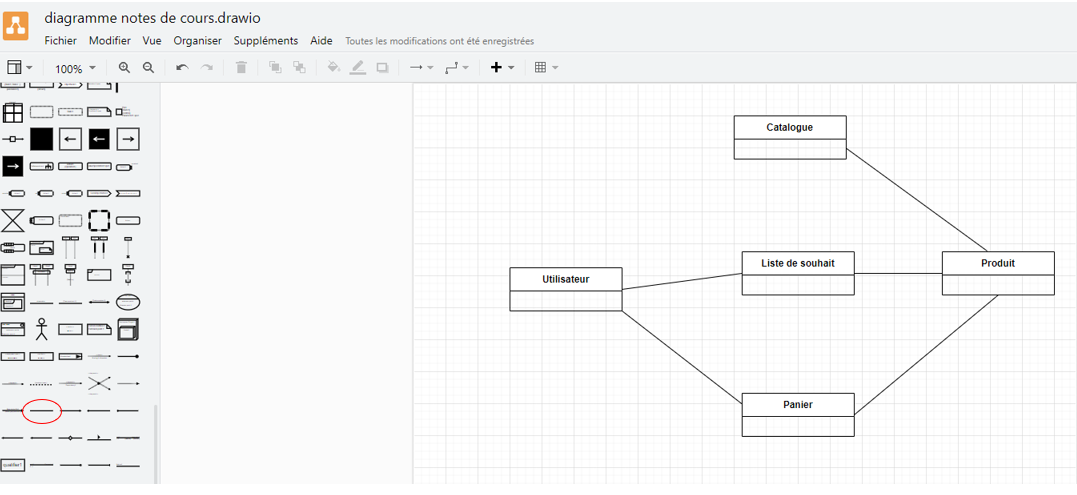 diagramme notes de cours.drawio
Fichier Modifier Vue Organiser Suppléments Aide Toutes les modifications ont été enregistrées
100%
Catalogue
Liste de souhait
Produit
Utilisateur
Panier